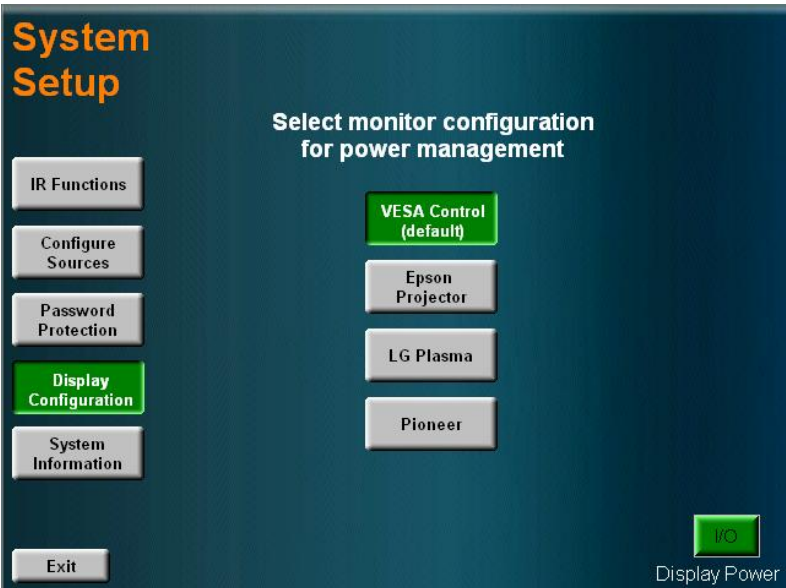 System
Setup
Select monitor configuration
for power management
IR Functions
Configure
Sources
Password
Protection
Display
Configuration
System
Information
Exit
VESA Control
(default)
Epson
Projector
LG Plasma
Pioneer
I/O
Display Power